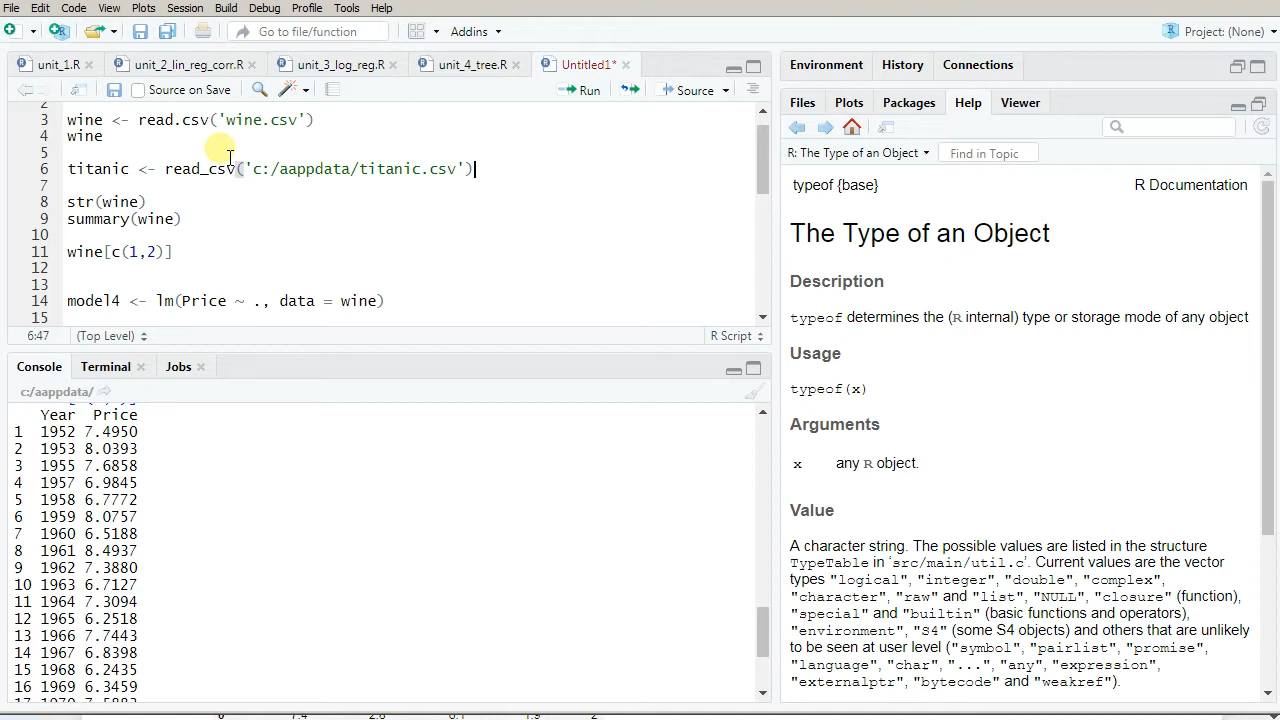 File Edit Code View Plots Session Build Debug Profile Tools Help
Go to file/function Addins Project: (None)
unit_1.R unit_2_lin_reg_corr.R unit_3_log_reg.R unit_4_tree.R Untitled1*
Source on Save Run Source
2
3 wine <- read.csv('wine.csv')
4 wine
5
6 titanic <- read_csv('c:/aappdata/titanic.csv')
7
8 str(wine)
9 summary(wine)
10
11 wine[c(1,2)]
12
13
14 model4 <- lm(Price ~ ., data = wine)
15
6:47 (Top Level) R Script
Console Terminal Jobs
c:/aappdata/
Year Price
1 1952 7.4950
2 1953 8.0393
3 1955 7.6858
4 1957 6.9845
5 1958 6.7772
6 1959 8.0757
7 1960 6.5188
8 1961 8.4937
9 1962 7.3880
10 1963 6.7127
11 1964 7.3094
12 1965 6.2518
13 1966 7.7443
14 1967 6.8398
15 1968 6.2435
16 1969 6.3459
Environment History Connections
Files Plots Packages Help Viewer
R: The Type of an Object Find in Topic
typeof {base} R Documentation
The Type of an Object
Description
typeof determines the (R internal) type or storage mode of any object
Usage
typeof(x)
Arguments
x any R object.
Value
A character string. The possible values are listed in the structure
TypeTable in ‘src/main/util.c’. Current values are the vector
types "logical", "integer", "double", "complex",
"character", "raw" and "list", "NULL", "closure" (function),
"special" and "builtin" (basic functions and operators),
"environment", "S4" (some S4 objects) and others that are unlikely
to be seen at user level ("symbol", "pairlist", "promise",
"language", "char", "...", "any", "expression",
"externalptr", "bytecode" and "weakref").